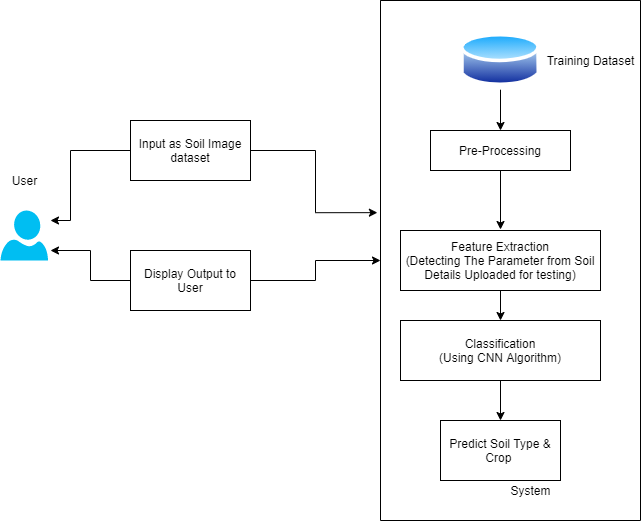 Training Dataset
Input as Soil Image
dataset
Pre-Processing
User
Feature Extraction
(Detecting The Parameter from Soil
Details Uploaded for testing)
Display Output to
User
Classification
(Using CNN Algorithm)
Predict Soil Type &
Crop
System